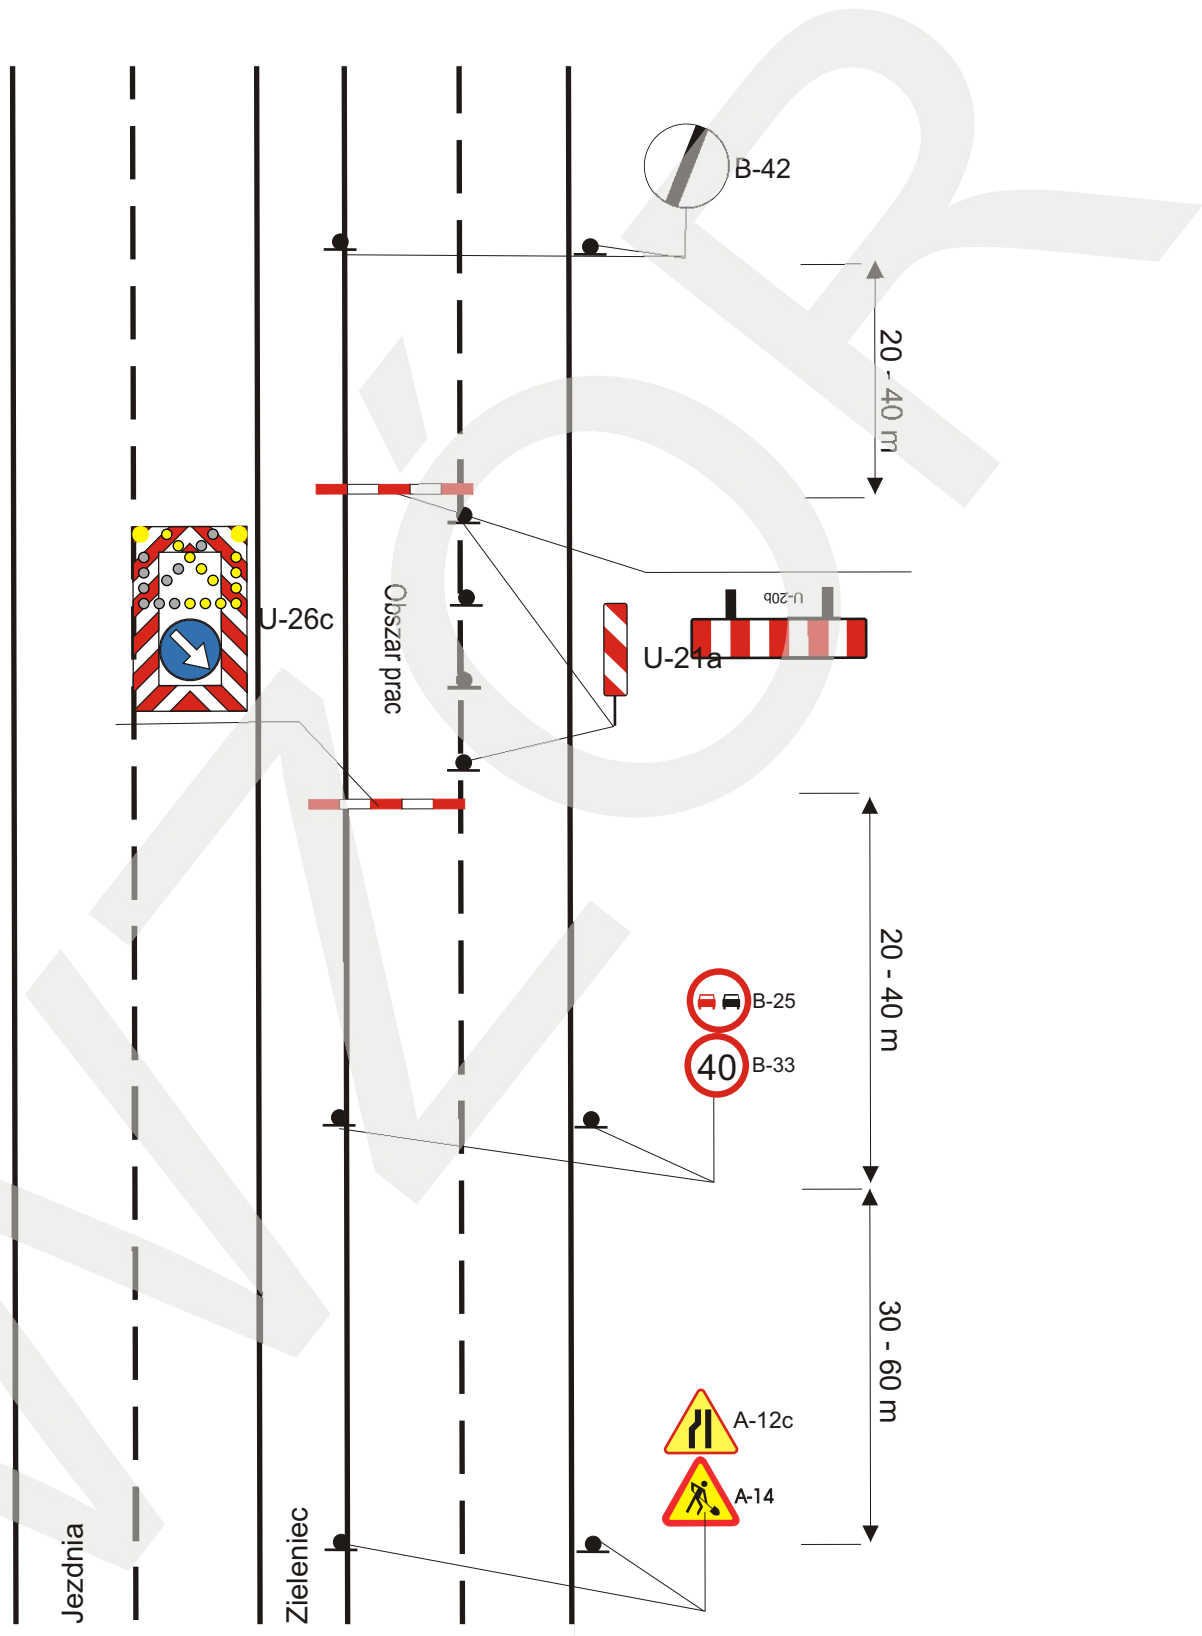 B-42
20 - 40 m
U-20b
U-26c
Obszar prac
U-21a
20 - 40 m
B-25
40
B-33
30 - 60 m
A-12c
A-14
Jezdnia
Zieleniec
WZÓR